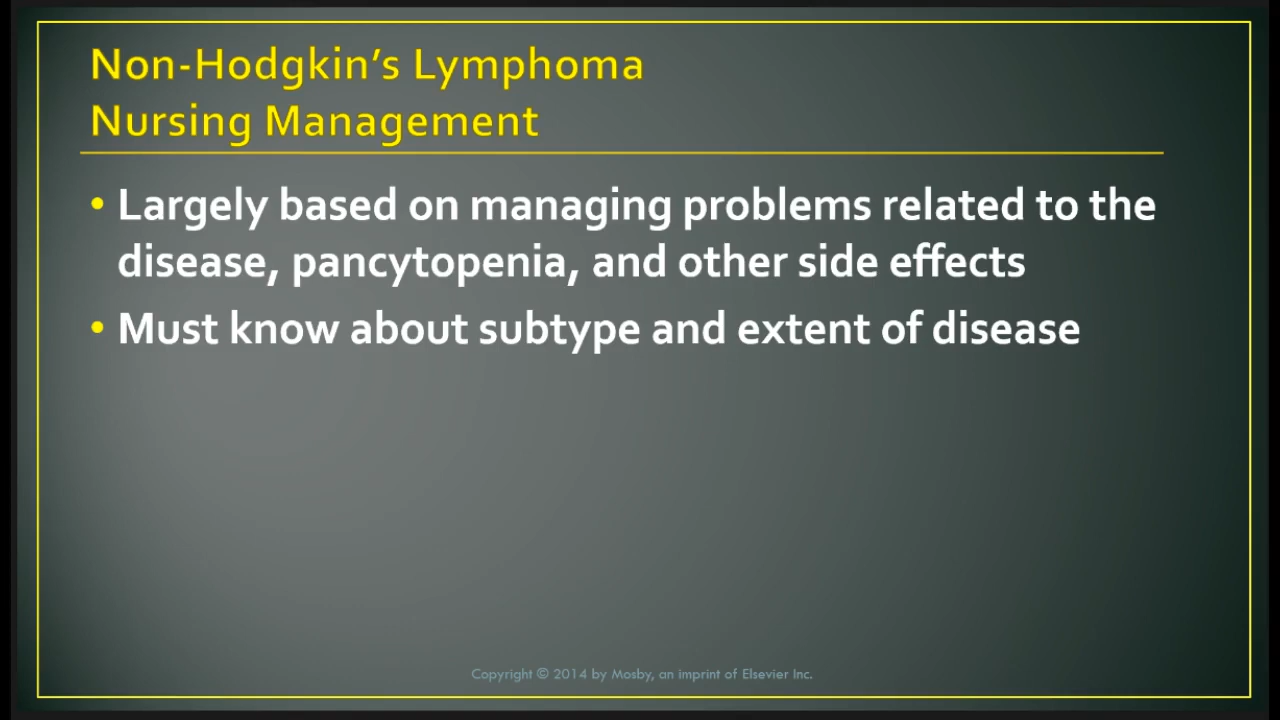 Non-Hodgkin’s Lymphoma
Nursing Management
• Largely based on managing problems related to the
disease, pancytopenia, and other side effects
• Must know about subtype and extent of disease
Copyright © 2014 by Mosby, an imprint of Elsevier Inc.